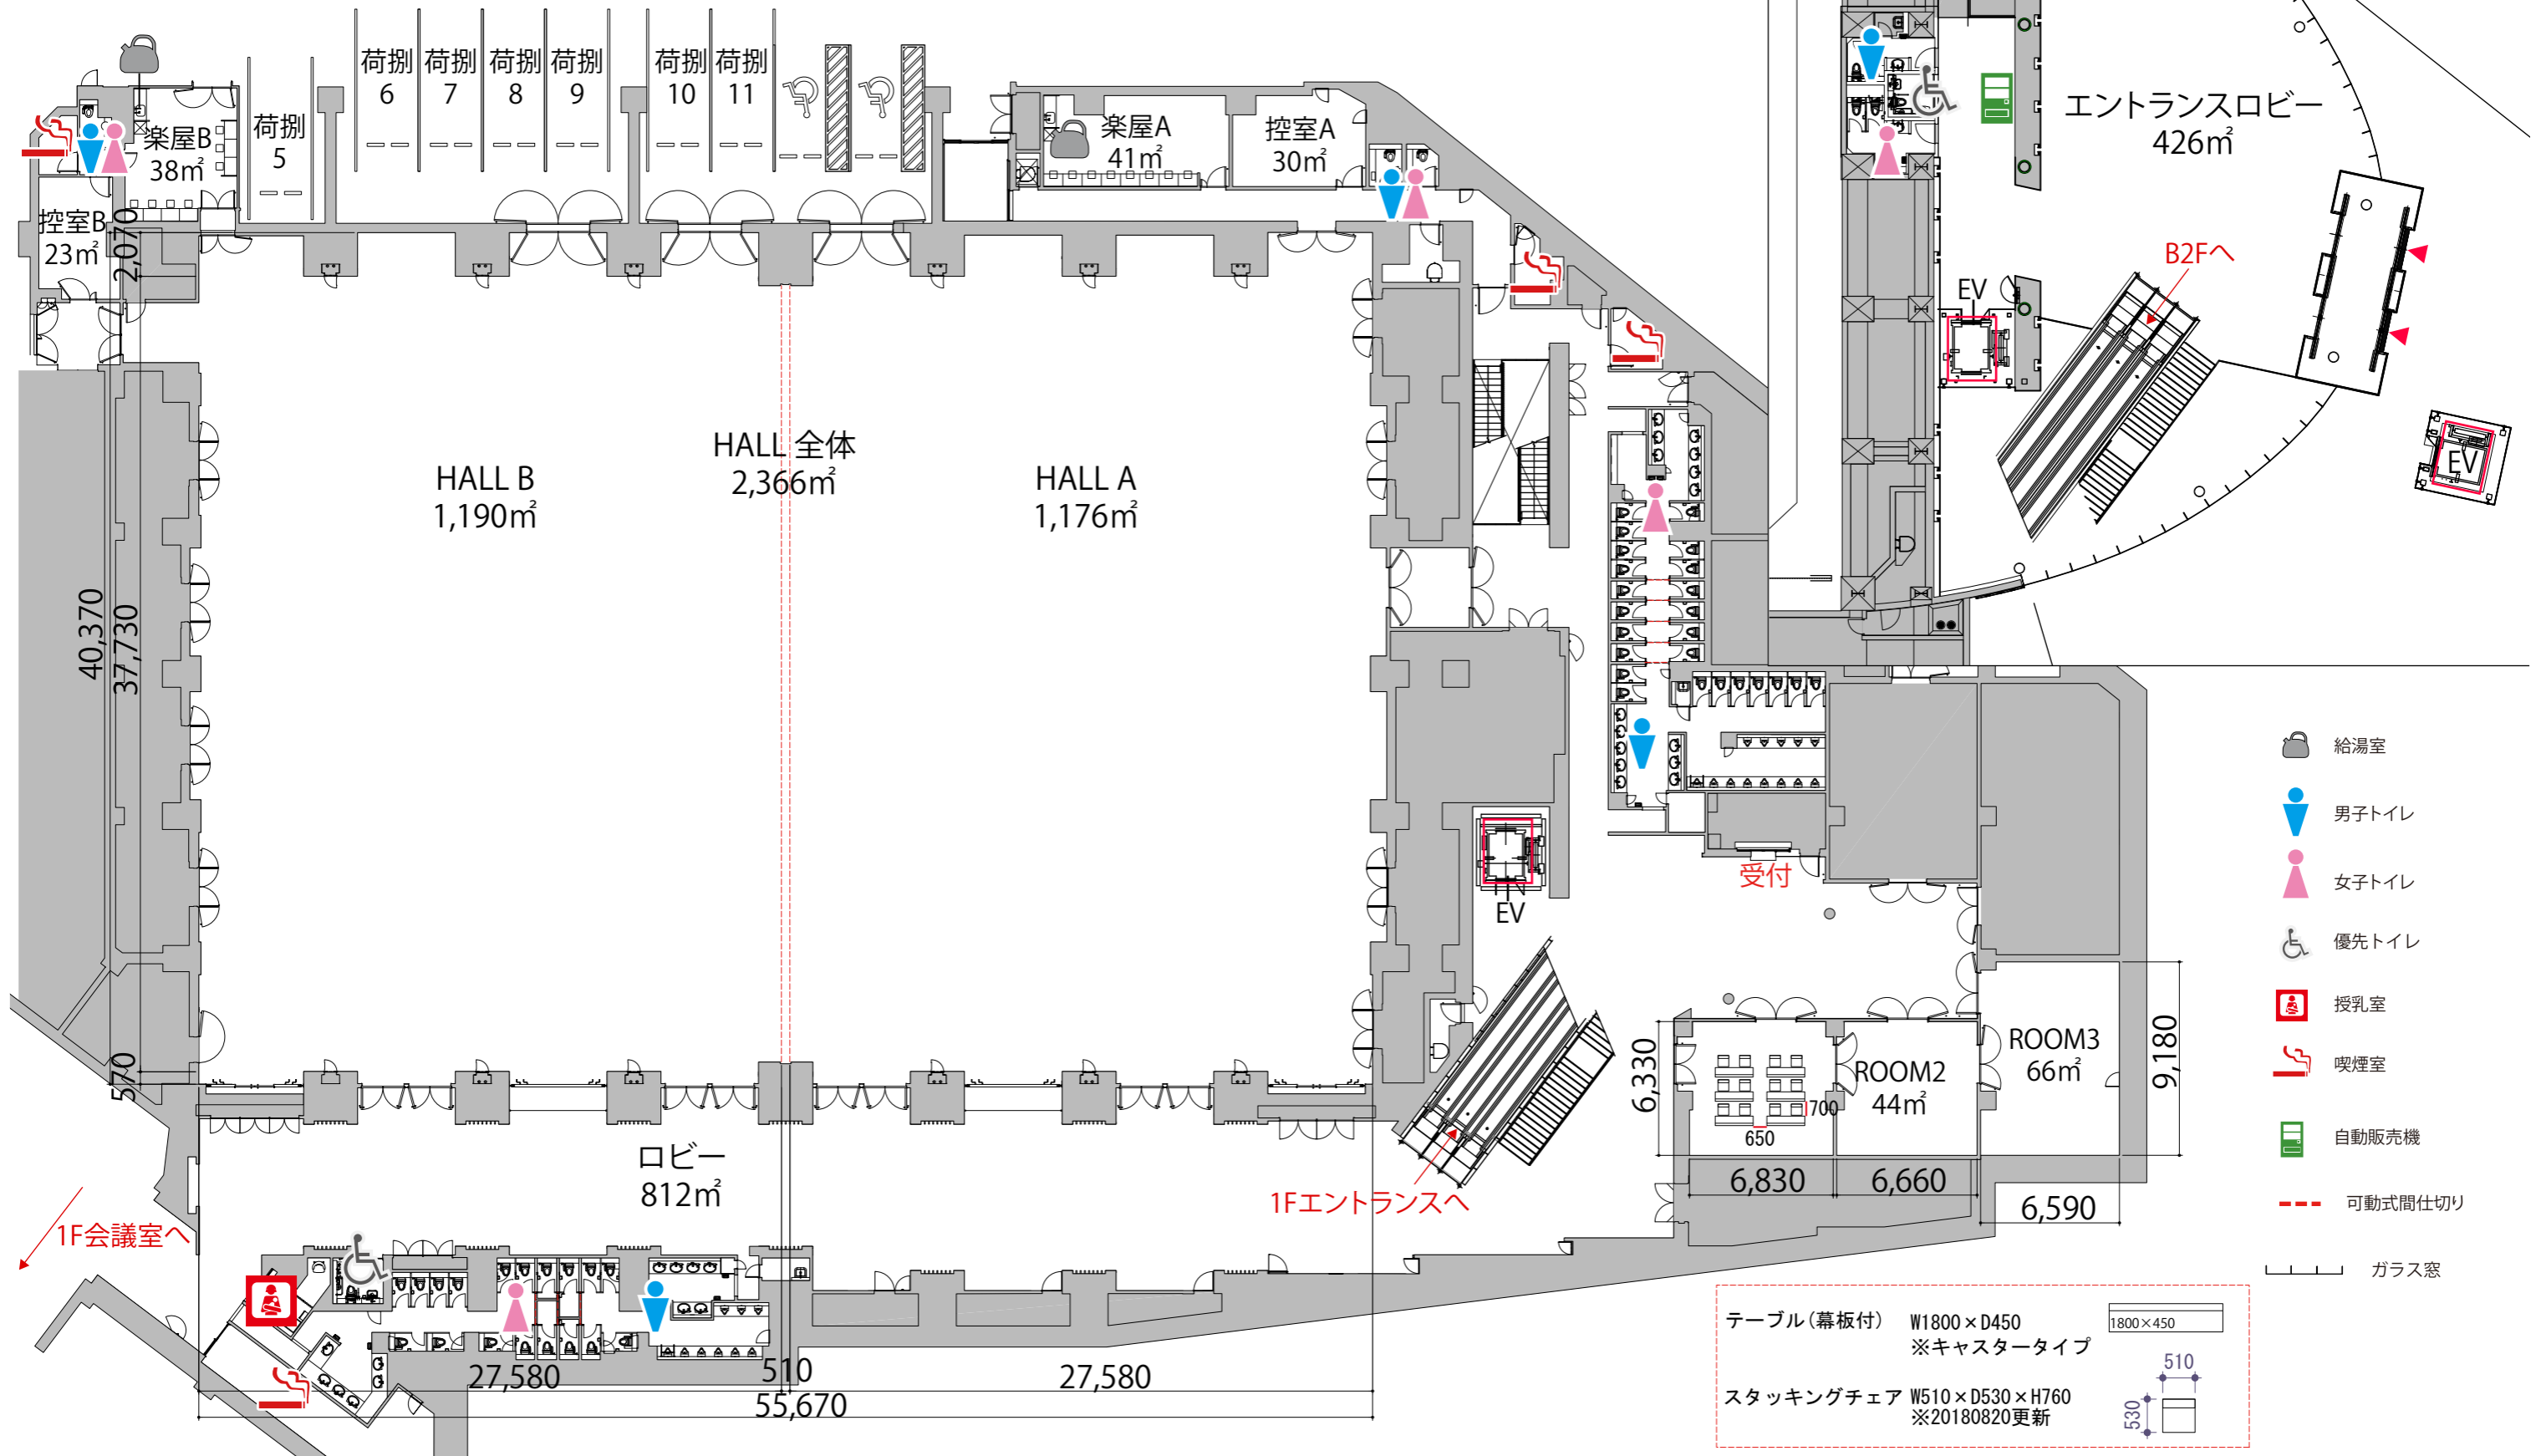 荷捌
5
荷捌
6
荷捌
7
荷捌
8
荷捌
9
荷捌
10
荷捌
11
楽屋B
38㎡
控室B
23㎡
楽屋A
41㎡
控室A
30㎡
エントランスロビー
426㎡
B2Fへ
EV
EV
HALL B
1,190㎡
HALL 全体
2,366㎡
HALL A
1,176㎡
2,070
40,370
37,730
570
受付
EV
ROOM2
44㎡
ROOM3
66㎡
6,330
9,180
700
650
6,830
6,660
6,590
ロビー
812㎡
1Fエントランスへ
1F会議室へ
27,580
510
27,580
55,670
給湯室
男子トイレ
女子トイレ
優先トイレ
授乳室
喫煙室
自動販売機
可動式間仕切り
ガラス窓
テーブル(幕板付) W1800×D450
※キャスタータイプ
1800×450
スタッキングチェア W510×D530×H760
※20180820更新
510
530